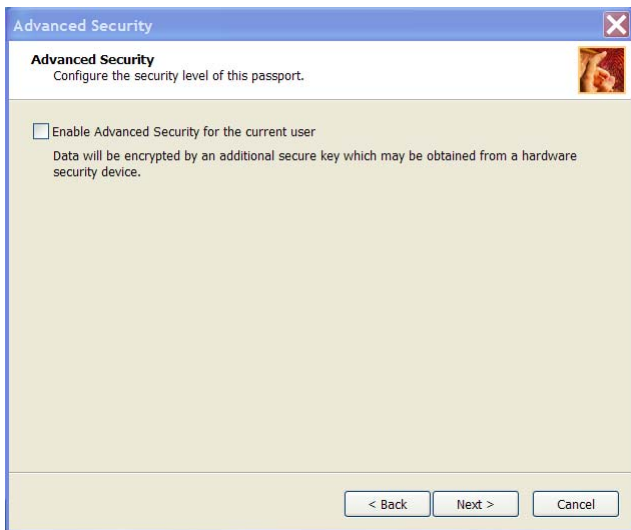 Advanced Security
Advanced Security
Configure the security level of this passport.
Enable Advanced Security for the current user
Data will be encrypted by an additional secure key which may be obtained from a hardware
security device.
< Back
Next >
Cancel